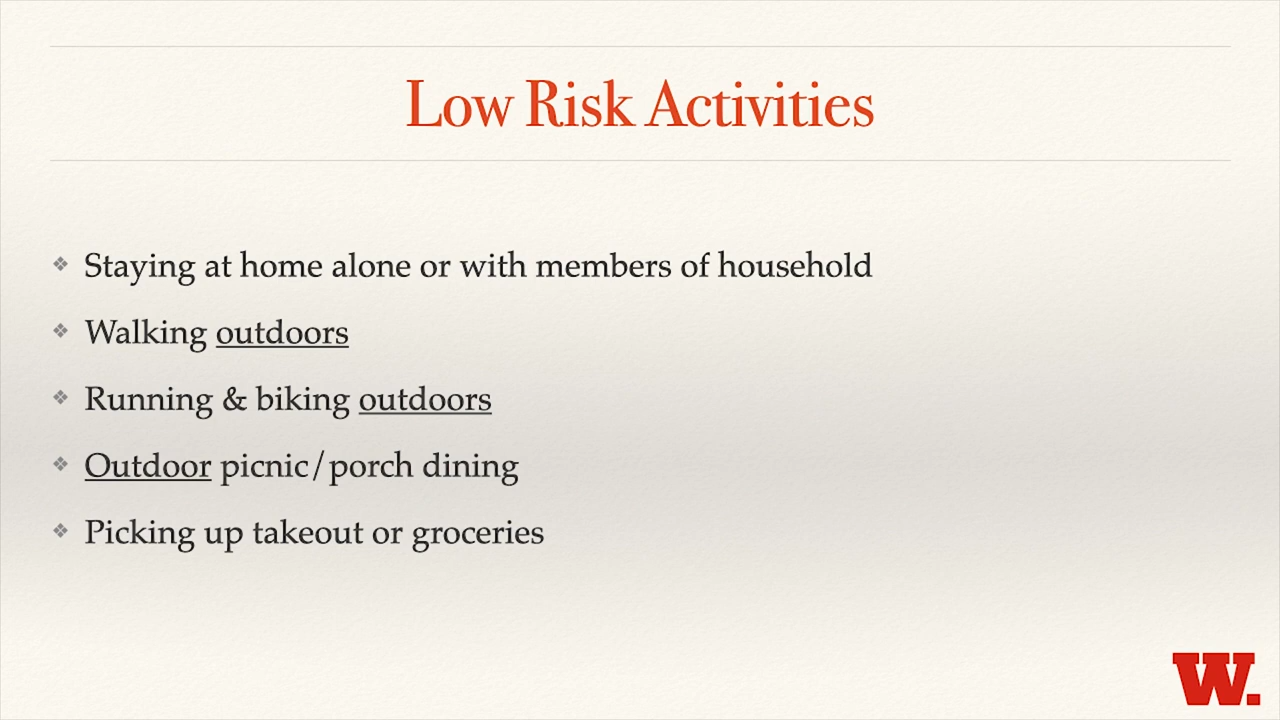 Low Risk Activities
❖ Staying at home alone or with members of household
❖ Walking outdoors
❖ Running & biking outdoors
❖ Outdoor picnic/porch dining
❖ Picking up takeout or groceries
W.